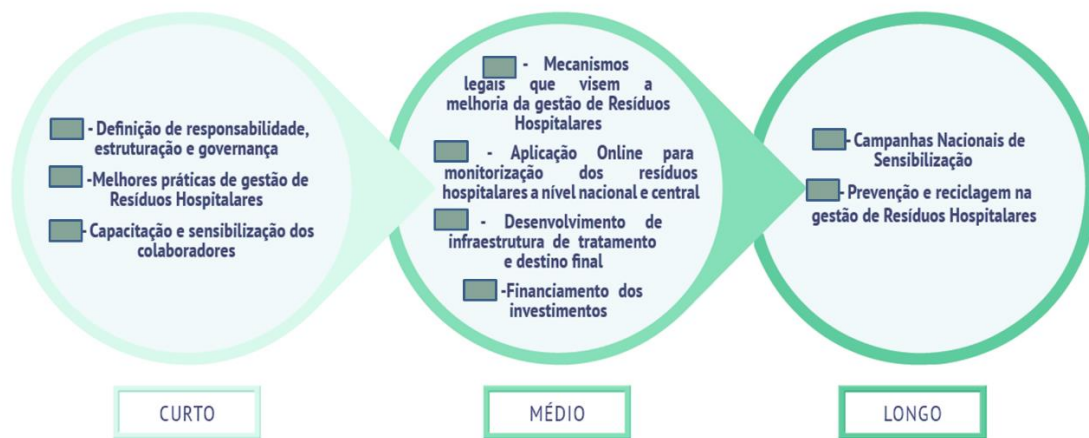 - Definição de responsabilidade,
estruturação e governança
-Melhores práticas de gestão de
Resíduos Hospitalares
- Capacitação e sensibilização dos
colaboradores
- Mecanismos
legais que visem a
melhoria da gestão de Resíduos
Hospitalares
- Aplicação Online para
monitorização dos resíduos
hospitalares a nível nacional e central
- Desenvolvimento de
infraestrutura de tratamento
e destino final
-Financiamento dos
investimentos
- Campanhas Nacionais de
Sensibilização
- Prevenção e reciclagem na
gestão de Resíduos Hospitalares
CURTO
MÉDIO
LONGO